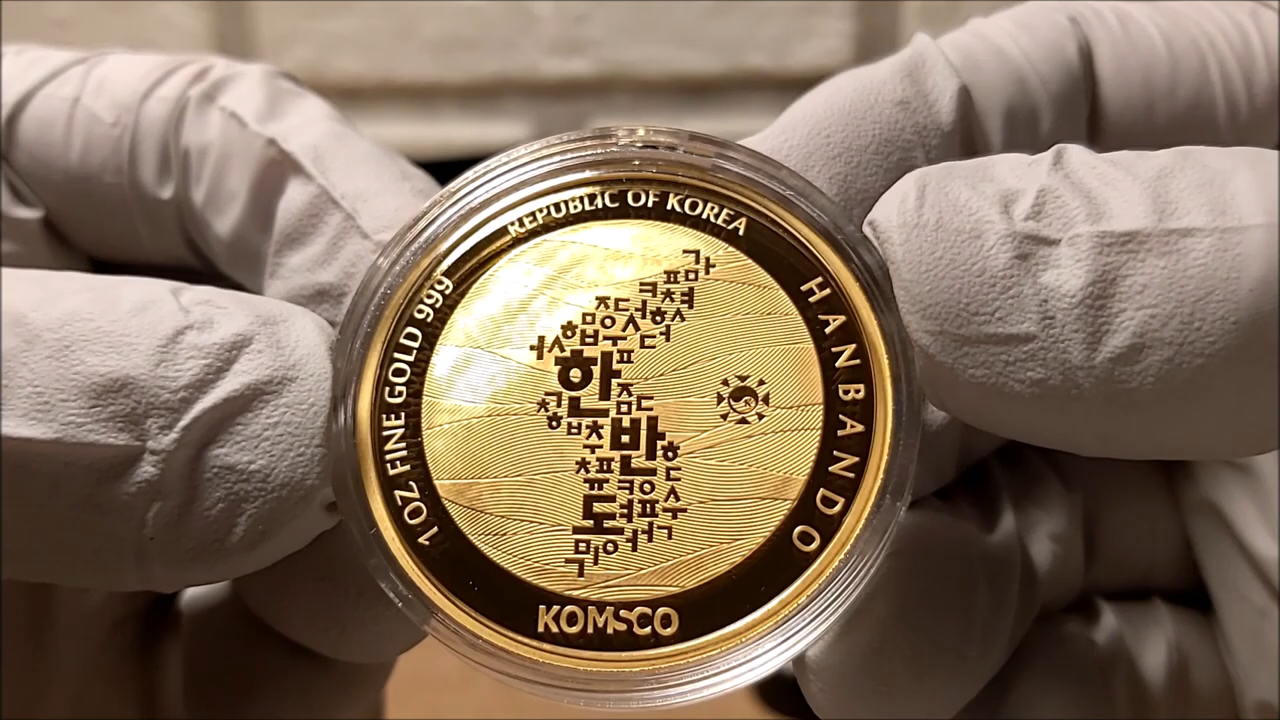 REPUBLIC OF KOREA
1 OZ FINE GOLD 999
HANBANDO
한
반
도
KOMSCO